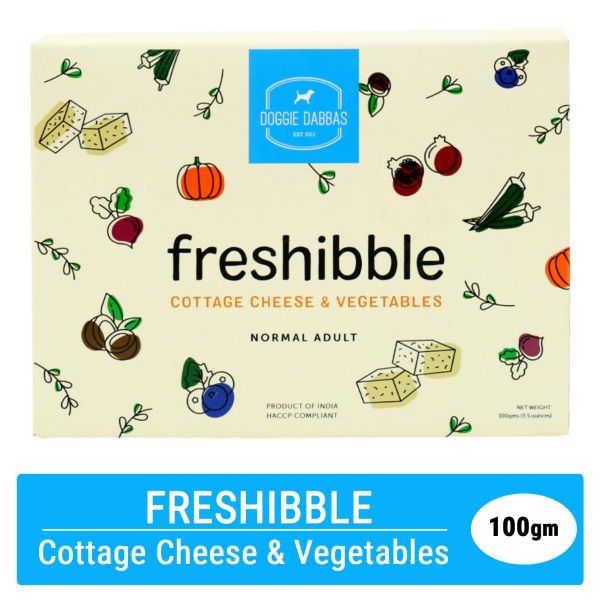 DOGGIE DABBAS
EST 2011
freshibble
COTTAGE CHEESE & VEGETABLES
NORMAL ADULT
PRODUCT OF INDIA
HACCP COMPLIANT
NET WEIGHT:
100gms (3.5 ounces)
FRESHIBBLE
Cottage Cheese & Vegetables
100gm